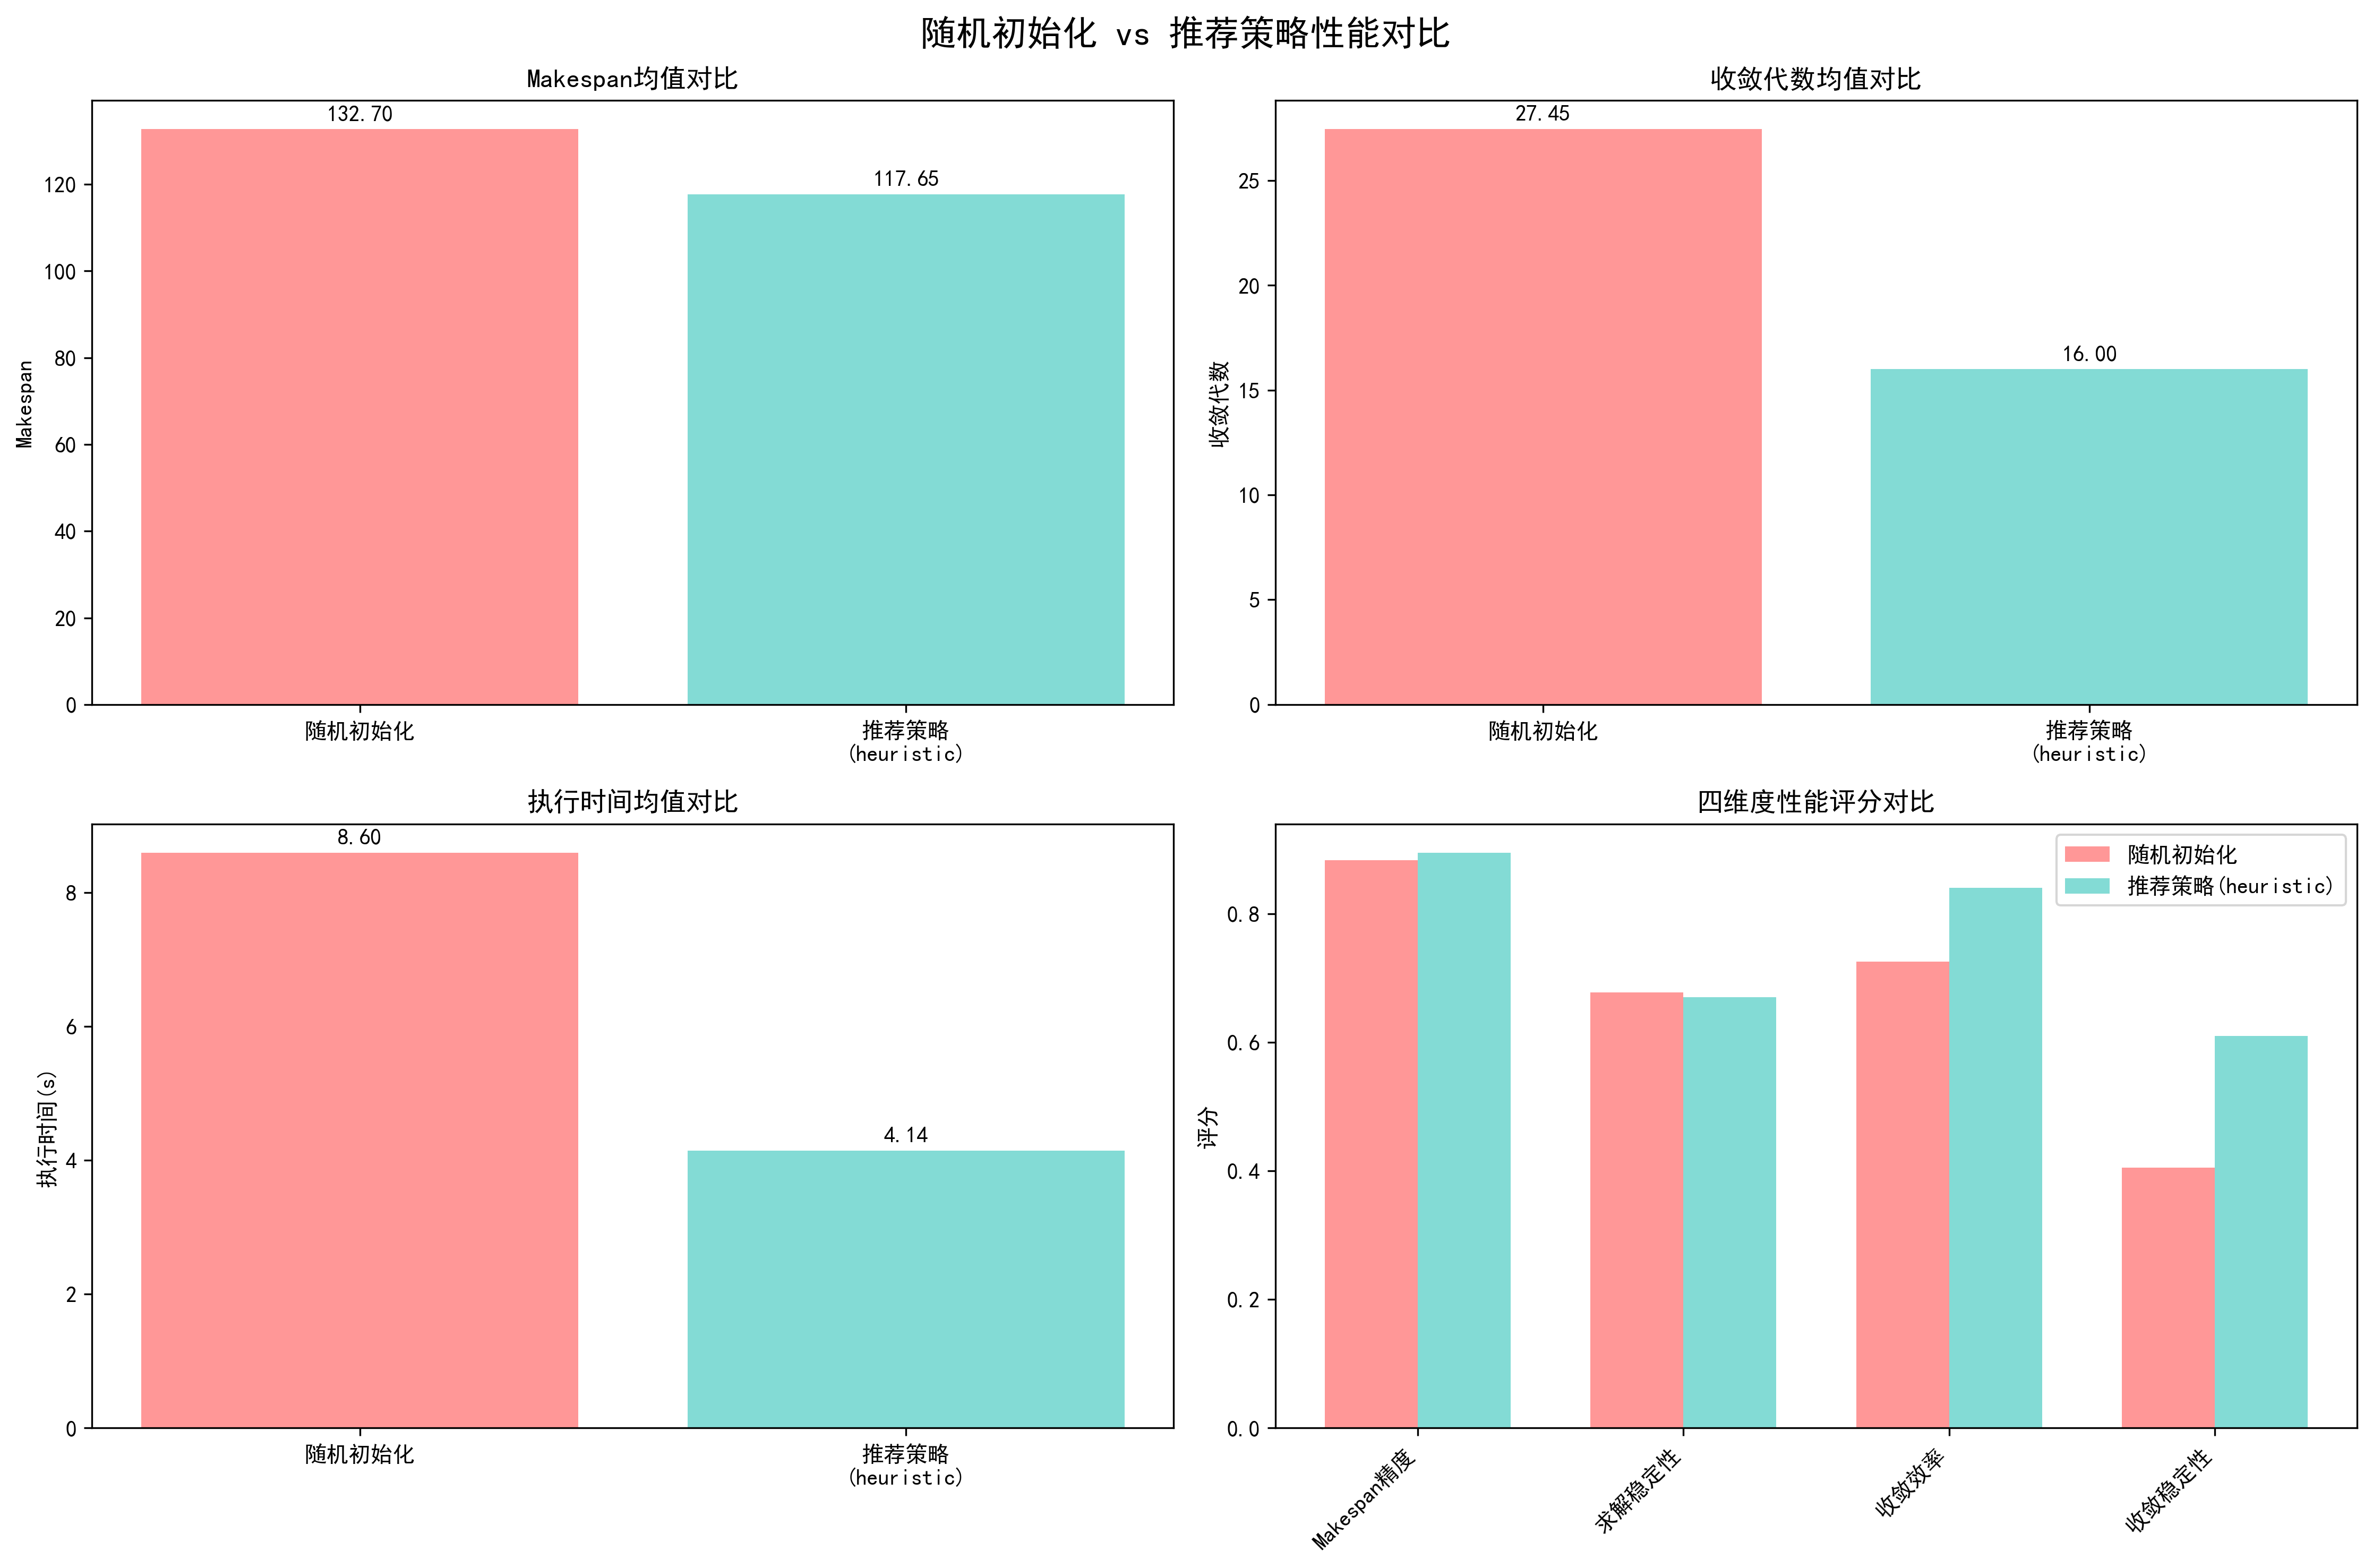 随机初始化 vs 推荐策略性能对比
Makespan均值对比
132.70
117.65
Makespan
120
100
80
60
40
20
0
随机初始化
推荐策略
(heuristic)
收敛代数均值对比
27.45
16.00
收敛代数
25
20
15
10
5
0
随机初始化
推荐策略
(heuristic)
执行时间均值对比
8.60
4.14
执行时间(s)
8
6
4
2
0
随机初始化
推荐策略
(heuristic)
四维度性能评分对比
随机初始化
推荐策略(heuristic)
评分
0.8
0.6
0.4
0.2
0.0
Makespan精度
求解稳定性
收敛效率
收敛稳定性